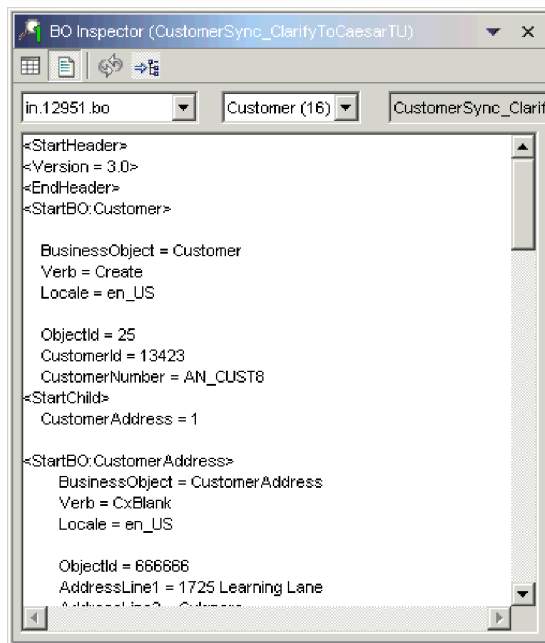 BO Inspector (CustomerSync_ClarifyToCaesarTU)
in.12951.bo
Customer (16)
CustomerSync_Clarif
<StartHeader>
<Version = 3.0>
<EndHeader>
<StartBO:Customer>
BusinessObject = Customer
Verb = Create
Locale = en_US
ObjectId = 25
CustomerId = 13423
CustomerNumber = AN_CUST8
<StartChild>
CustomerAddress = 1
<StartBO:CustomerAddress>
BusinessObject = CustomerAddress
Verb = CxBlank
Locale = en_US
ObjectId = 666666
AddressLine1 = 1725 Learning Lane